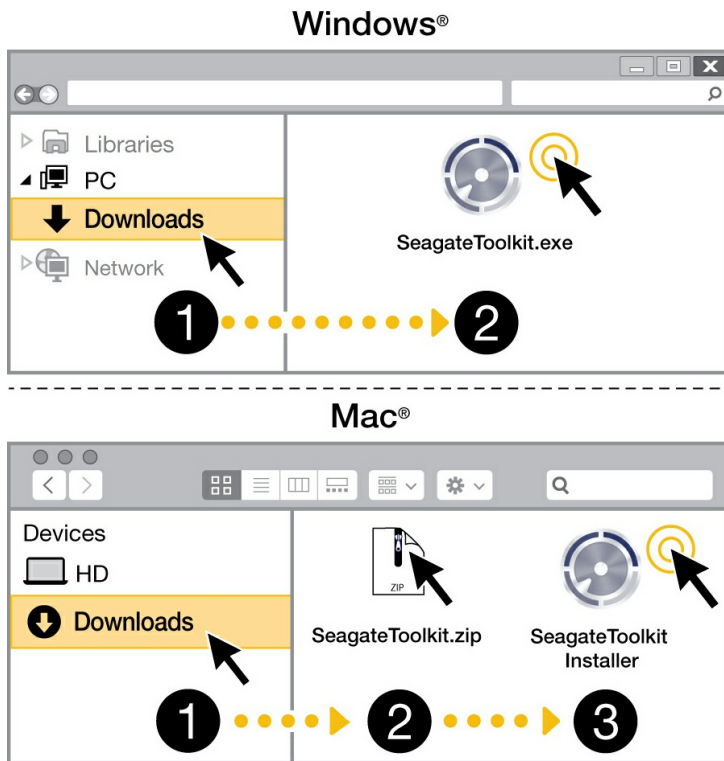 Windows®
Libraries
PC
Downloads
Network
SeagateToolkit.exe
1
2
Mac®
Devices
HD
Downloads
ZIP
SeagateToolkit.zip
SeagateToolkit
Installer
1
2
3